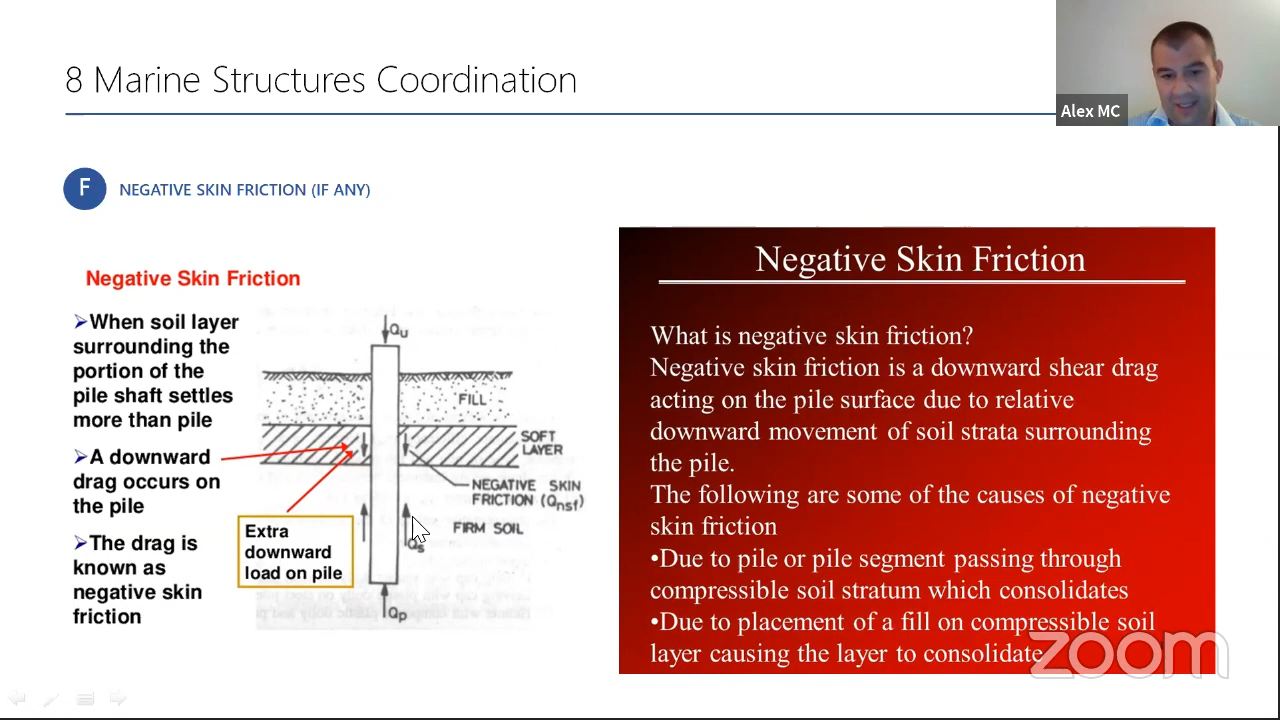 8 Marine Structures Coordination
Alex MC
F
NEGATIVE SKIN FRICTION (IF ANY)
Negative Skin Friction
➢When soil layer
surrounding the
portion of the
pile shaft settles
more than pile
➢A downward
drag occurs on
the pile
➢The drag is
known as
negative skin
friction
Extra
downward
load on pile
Qu
FILL
SOFT
LAYER
NEGATIVE SKIN
FRICTION (Qnsf)
FIRM SOIL
Qs
Qp
Negative Skin Friction
What is negative skin friction?
Negative skin friction is a downward shear drag
acting on the pile surface due to relative
downward movement of soil strata surrounding
the pile.
The following are some of the causes of negative
skin friction
•Due to pile or pile segment passing through
compressible soil stratum which consolidates
•Due to placement of a fill on compressible soil
layer causing the layer to consolidate
zoom